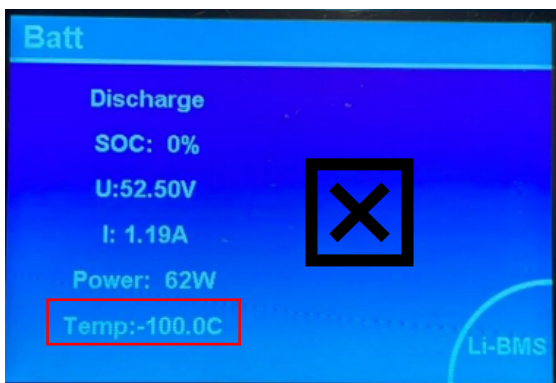 Batt
Discharge
SOC: 0%
U:52.50V
I: 1.19A
Power: 62W
Temp:-100.0C
Li-BMS